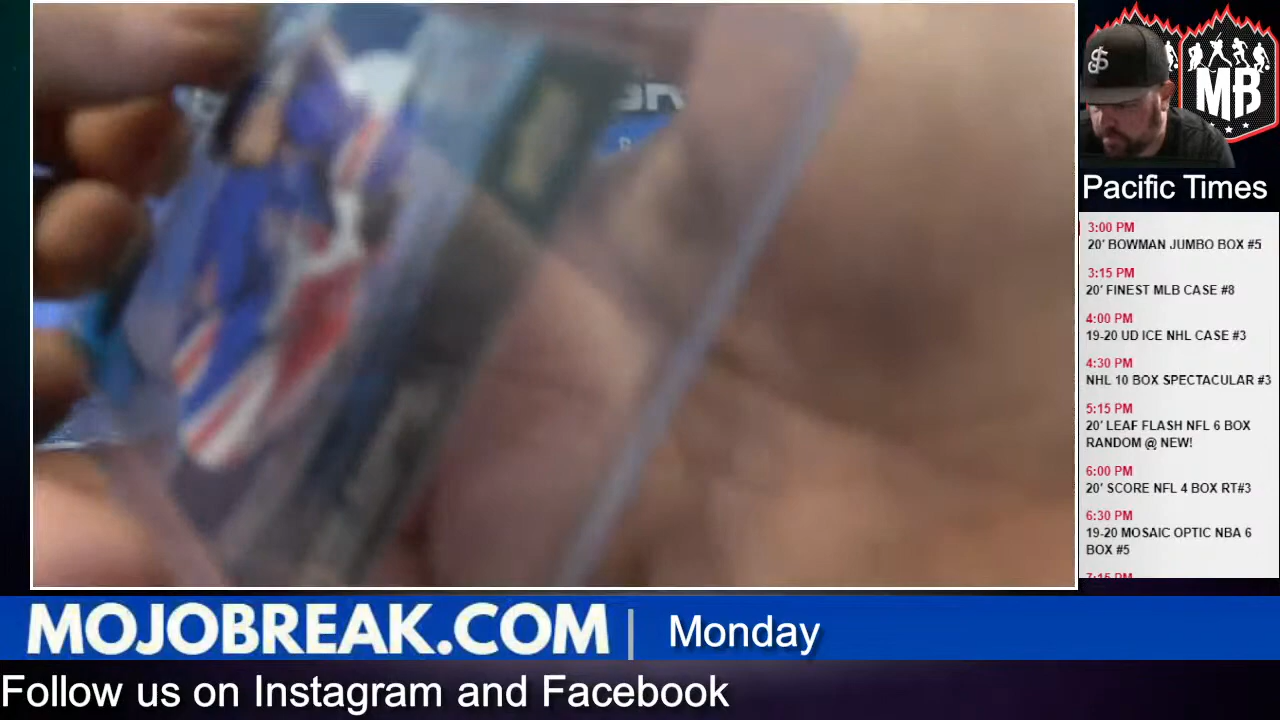 MB
Pacific Times
3:00 PM
20' BOWMAN JUMBO BOX #5
3:15 PM
20' FINEST MLB CASE #8
4:00 PM
19-20 UD ICE NHL CASE #3
4:30 PM
NHL 10 BOX SPECTACULAR #3
5:15 PM
20' LEAF FLASH NFL 6 BOX
RANDOM @ NEW!
6:00 PM
20' SCORE NFL 4 BOX RT#3
6:30 PM
19-20 MOSAIC OPTIC NBA 6
BOX #5
7:15 PM
MOJOBREAK.COM | Monday
Follow us on Instagram and Facebook